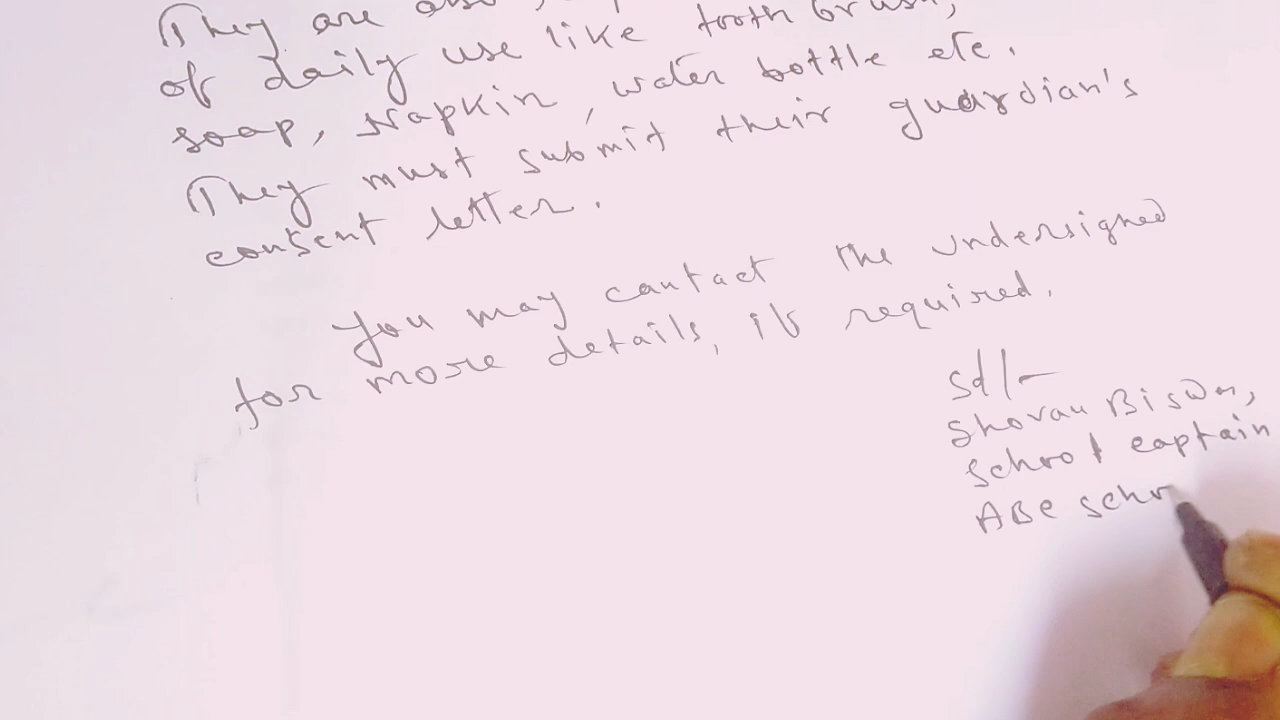 They are also
of daily use like tooth brush,
soap, Napkin, water bottle etc.
They must submit their guardian's
consent letter.
You may contact the undersigned
for more details, if required.
Sd/-
Shovan Biswas,
School captain
ABC scho